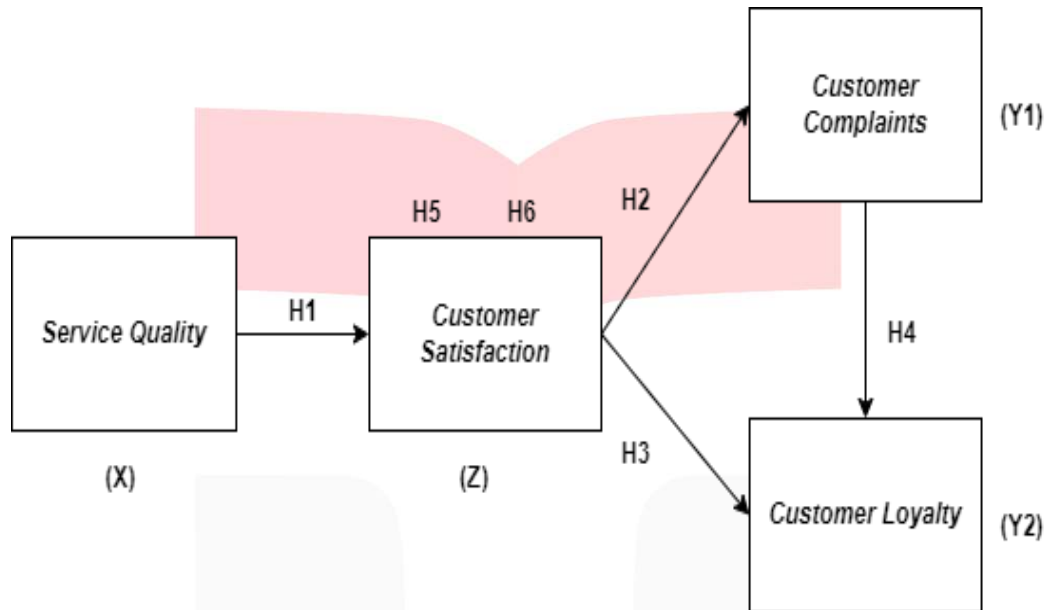 Customer
Complaints
(Y1)
H2
H5
H6
Service Quality
H1
Customer
Satisfaction
H4
H3
(X)
(Z)
Customer Loyalty
(Y2)